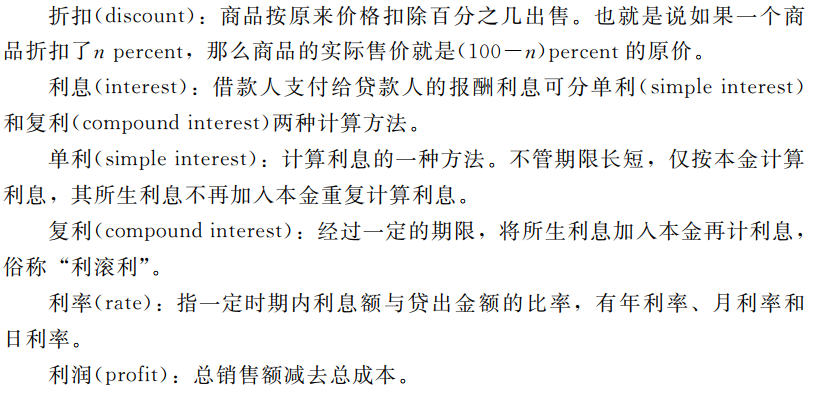 折扣(discount)：商品按原来价格扣除百分之几出售。也就是说如果一个商
品折扣了n percent，那么商品的实际售价就是(100－n)percent 的原价。
利息(interest)：借款人支付给贷款人的报酬利息可分单利(simple interest)
和复利(compound interest)两种计算方法。
单利(simple interest)：计算利息的一种方法。不管期限长短，仅按本金计算
利息，其所生利息不再加入本金重复计算利息。
复利(compound interest)：经过一定的期限，将所生利息加入本金再计利息，
俗称“利滚利”。
利率(rate)：指一定时期内利息额与贷出金额的比率，有年利率、月利率和
日利率。
利润(profit)：总销售额减去总成本。